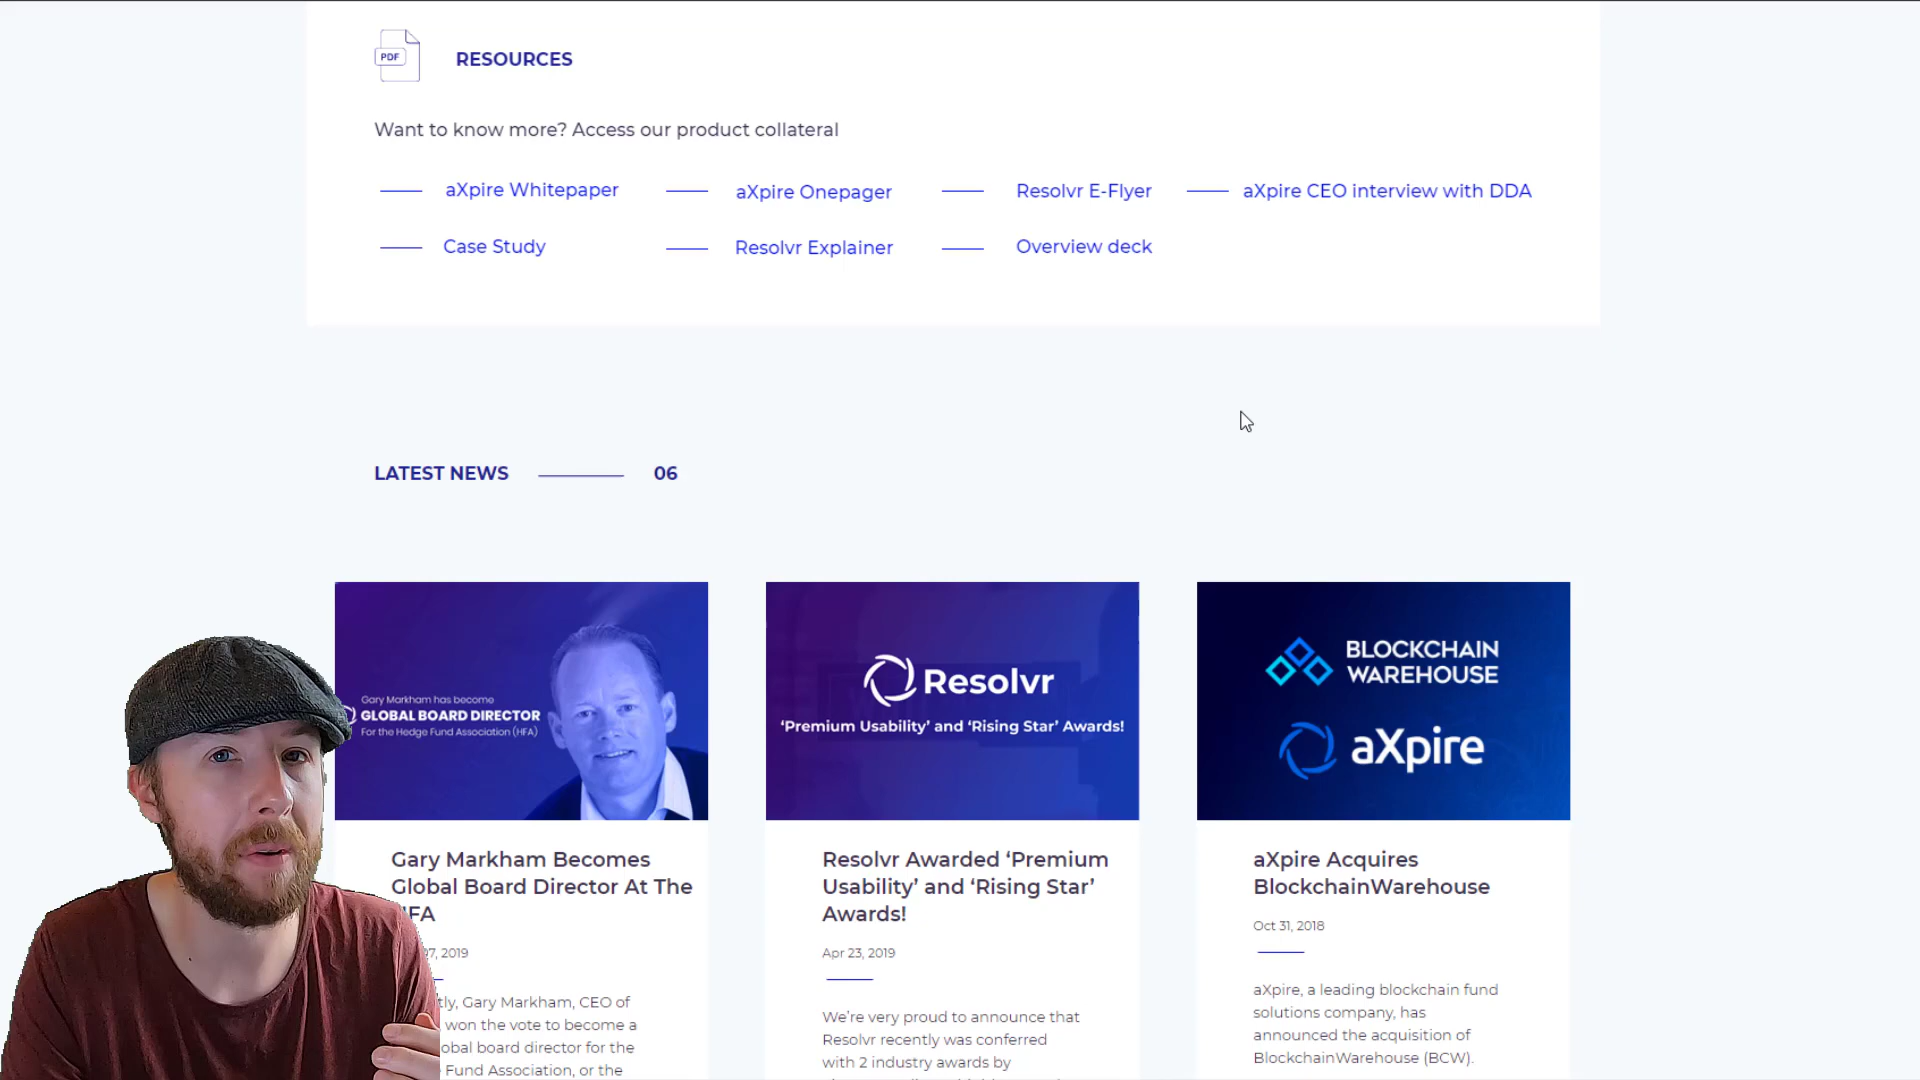 PDF
RESOURCES
Want to know more? Access our product collateral
aXpire Whitepaper
aXpire Onepager
Resolvr E-Flyer
aXpire CEO interview with DDA
Case Study
Resolvr Explainer
Overview deck
LATEST NEWS
06
Gary Markham has become
GLOBAL BOARD DIRECTOR
For the Hedge Fund Association (HFA)
Gary Markham Becomes
Global Board Director At The
2019
Gary Markham, CEO of
won the vote to become a
board director for the
Fund Association, or the
Resolvr
‘Premium Usability’ and ‘Rising Star’ Awards!
Resolvr Awarded ‘Premium
Usability’ and ‘Rising Star’
Awards!
Apr 23, 2019
We’re very proud to announce that
Resolvr recently was conferred
with 2 industry awards by
BLOCKCHAIN
WAREHOUSE
aXpire
aXpire Acquires
BlockchainWarehouse
Oct 31, 2018
aXpire, a leading blockchain fund
solutions company, has
announced the acquisition of
BlockchainWarehouse (BCW).